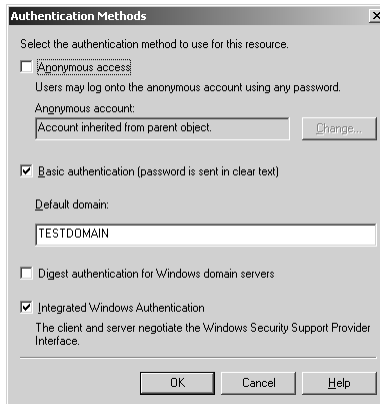 Authentication Methods
Select the authentication method to use for this resource.
Anonymous access
Users may log onto the anonymous account using any password.
Anonymous account:
Account inherited from parent object.
Change...
Basic authentication (password is sent in clear text)
Default domain:
TESTDOMAIN
Digest authentication for Windows domain servers
Integrated Windows Authentication
The client and server negotiate the Windows Security Support Provider
Interface.
OK
Cancel
Help